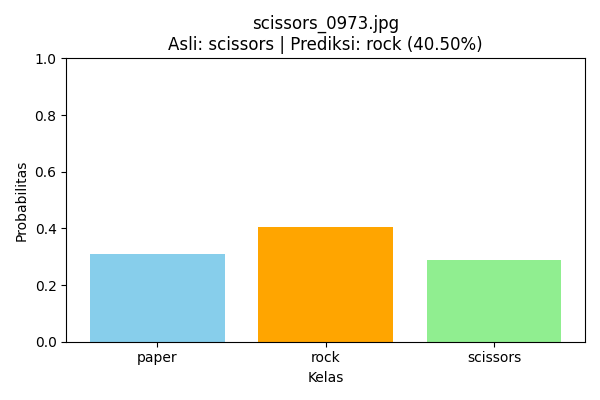 scissors_0973.jpg
Asli: scissors | Prediksi: rock (40.50%)
1.0
0.8
0.6
0.4
0.2
0.0
Probabilitas
paper rock scissors
Kelas